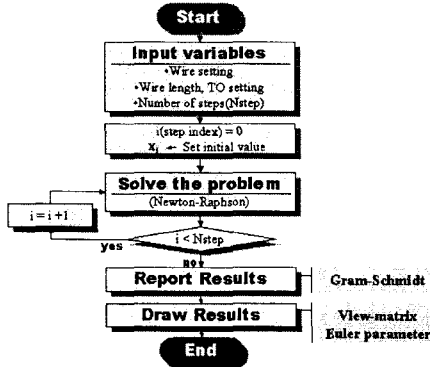 Start
Input variables
•Wire setting
•Wire length, TO setting
•Number of steps(Nstep)
i(step index) = 0
xi ← Set initial value
Solve the problem
(Newton-Raphson)
i = i +1
i < Nstep
yes
no
Report Results
Gram-Schmidt
Draw Results
View-matrix
Euler parameter
End